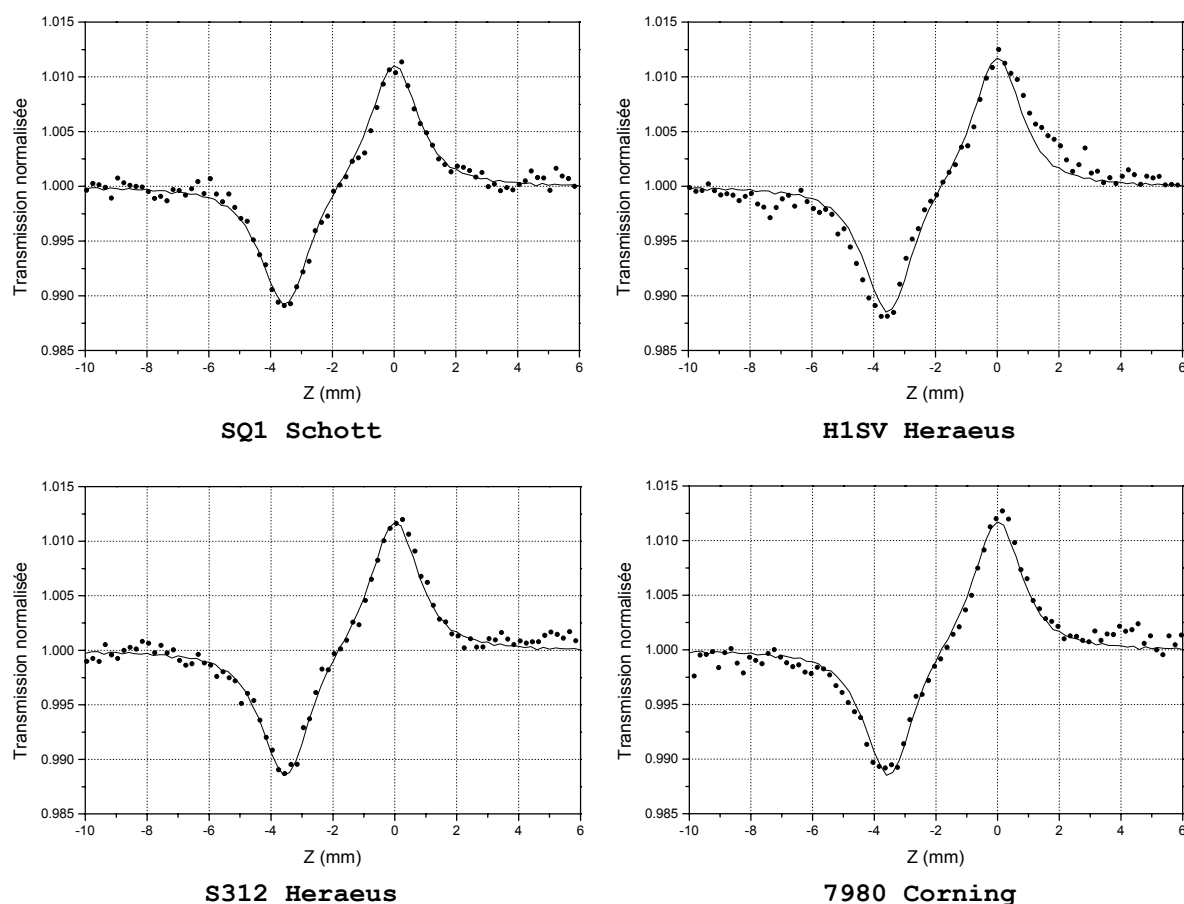 1.015
1.010
1.005
1.000
0.995
0.990
0.985
Transmission normalisée
-10 -8 -6 -4 -2 0 2 4 6
Z (mm)
SQ1 Schott
1.015
1.010
1.005
1.000
0.995
0.990
0.985
Transmission normalisée
-10 -8 -6 -4 -2 0 2 4 6
Z (mm)
H1SV Heraeus
1.015
1.010
1.005
1.000
0.995
0.990
0.985
Transmission normalisée
-10 -8 -6 -4 -2 0 2 4 6
Z (mm)
S312 Heraeus
1.015
1.010
1.005
1.000
0.995
0.990
0.985
Transmission normalisée
-10 -8 -6 -4 -2 0 2 4 6
Z (mm)
7980 Corning